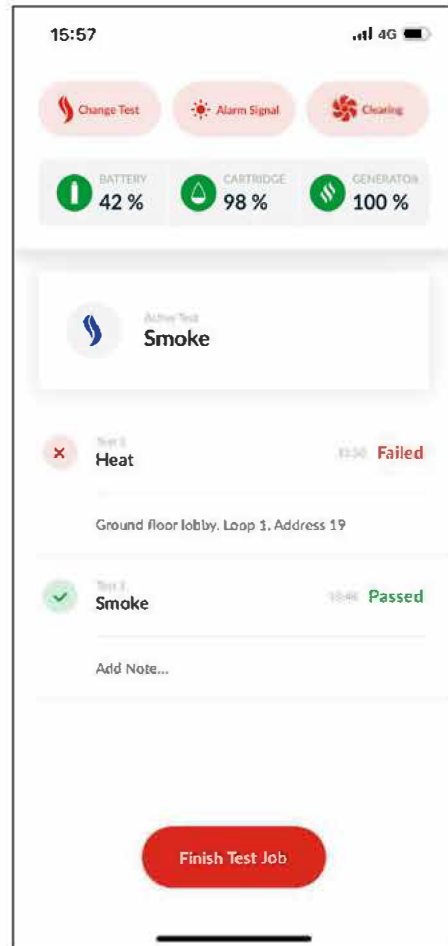 15:57 4G
Change Test Alarm Signal Clearing
BATTERY CARTRIDGE GENERATOR
42 % 98 % 100 %
Active Test
Smoke
Heat Failed
Ground floor lobby. Loop 1, Address 19
Smoke Passed
Add Note...
Finish Test Job